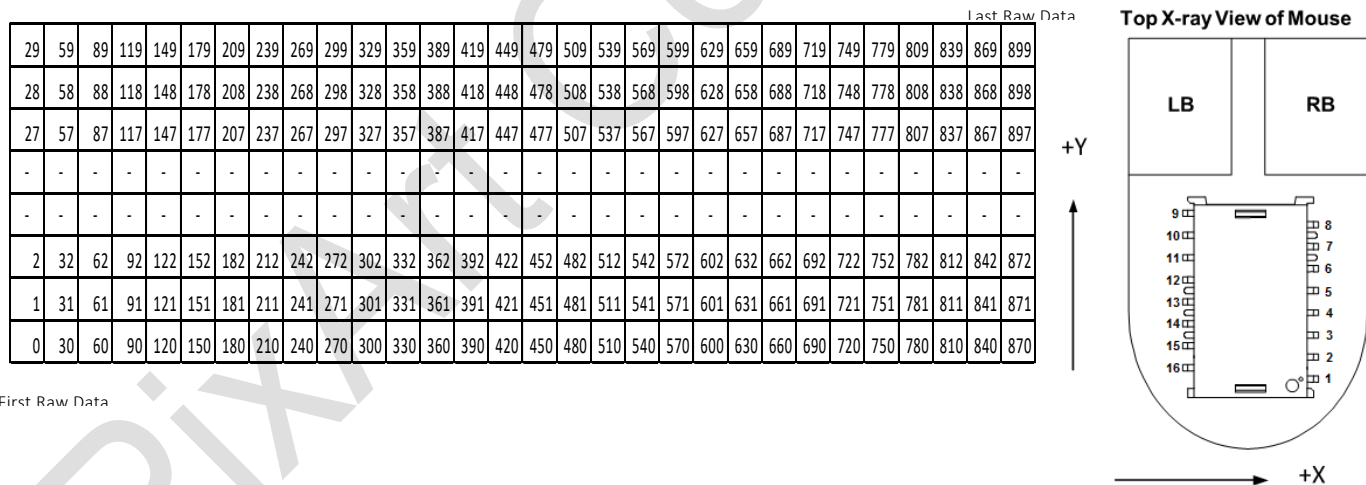 Last Raw Data
Top X-ray View of Mouse
29 59 89 119 149 179 209 239 269 299 329 359 389 419 449 479 509 539 569 599 629 659 689 719 749 779 809 839 869 899
28 58 88 118 148 178 208 238 268 298 328 358 388 418 448 478 508 538 568 598 628 658 688 718 748 778 808 838 868 898
27 57 87 117 147 177 207 237 267 297 327 357 387 417 447 477 507 537 567 597 627 657 687 717 747 777 807 837 867 897
- - - - - - - - - - - - - - - - - - - - - - - - - - - - - -
- - - - - - - - - - - - - - - - - - - - - - - - - - - - - -
2 32 62 92 122 152 182 212 242 272 302 332 362 392 422 452 482 512 542 572 602 632 662 692 722 752 782 812 842 872
1 31 61 91 121 151 181 211 241 271 301 331 361 391 421 451 481 511 541 571 601 631 661 691 721 751 781 811 841 871
0 30 60 90 120 150 180 210 240 270 300 330 360 390 420 450 480 510 540 570 600 630 660 690 720 750 780 810 840 870
First Raw Data
+Y
LB RB
9
8
10
7
11
6
12
5
13
4
14
3
15
2
16
1
+X
PixArt Co